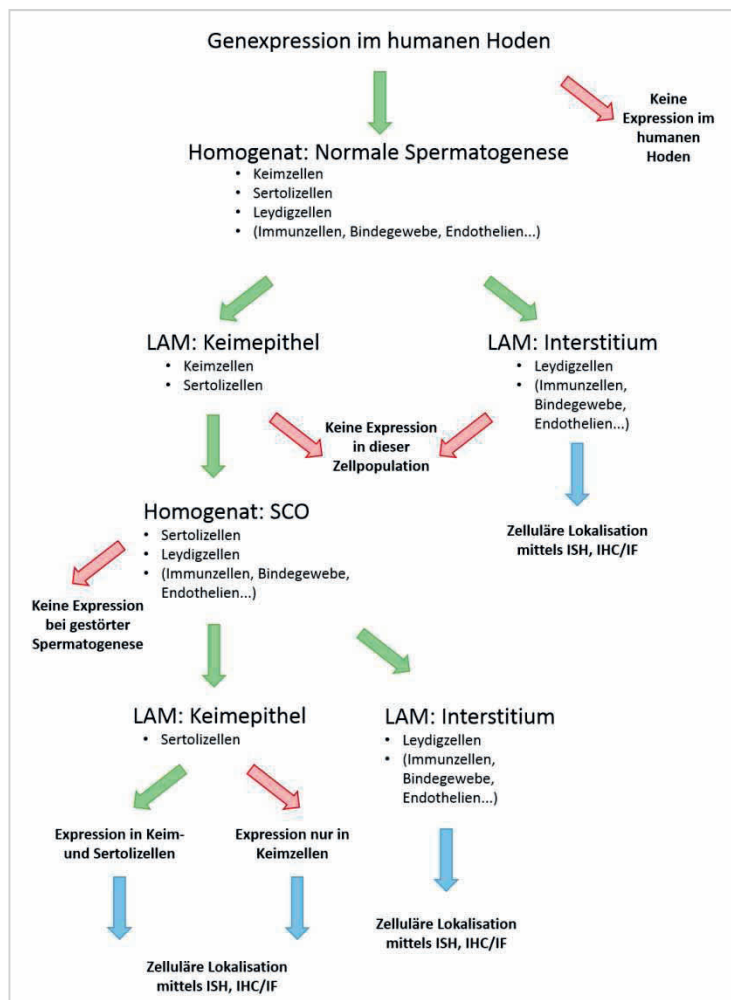 Genexpression im humanen Hoden
Keine
Expression im
humanen
Hoden
Homogenat: Normale Spermatogenese
• Keimzellen
• Sertolizellen
• Leydigzellen
• (Immunzellen, Bindegewebe, Endothelien...)
LAM: Keimepithel
• Keimzellen
• Sertolizellen
LAM: Interstitium
• Leydigzellen
• (Immunzellen,
Bindegewebe,
Endothelien...)
Keine Expression
in dieser
Zellpopulation
Zelluläre Lokalisation
mittels ISH, IHC/IF
Homogenat: SCO
• Sertolizellen
• Leydigzellen
• (Immunzellen, Bindegewebe,
Endothelien...)
Keine Expression
bei gestörter
Spermatogenese
LAM: Keimepithel
• Sertolizellen
LAM: Interstitium
• Leydigzellen
• (Immunzellen,
Bindegewebe,
Endothelien...)
Expression in Keim-
und Sertolizellen
Expression nur in
Keimzellen
Zelluläre Lokalisation
mittels ISH, IHC/IF
Zelluläre Lokalisation
mittels ISH, IHC/IF